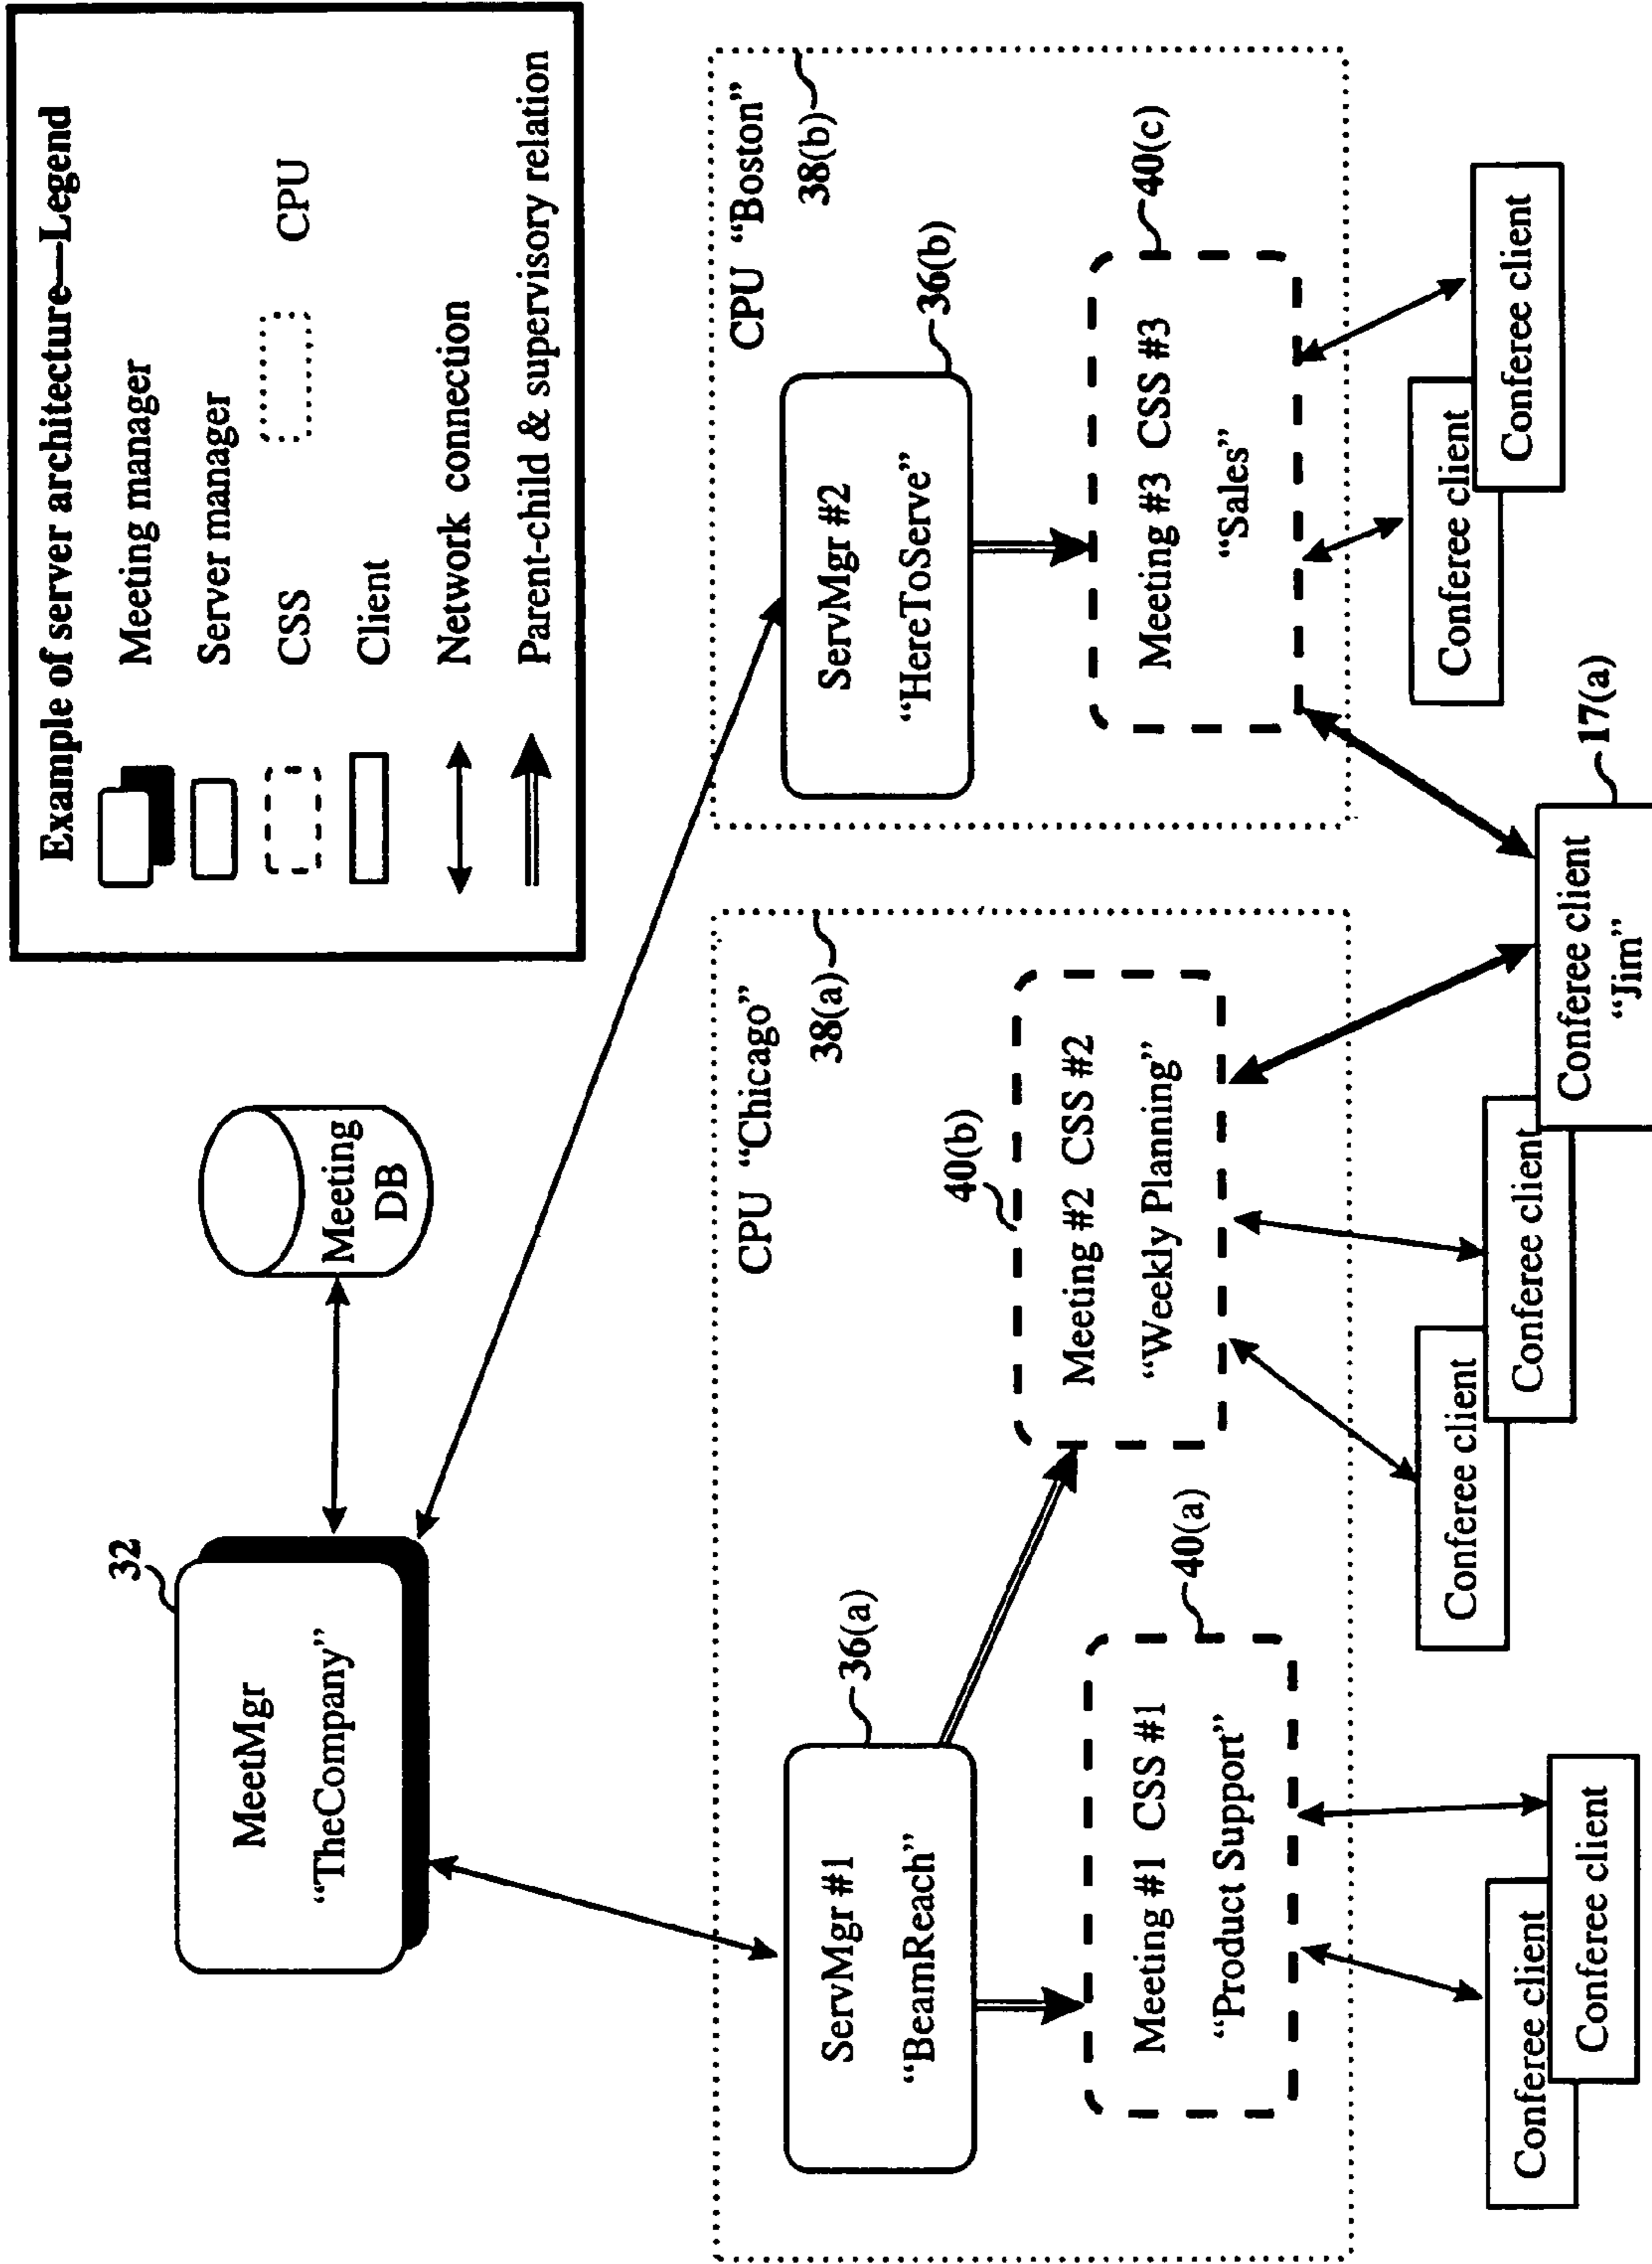 Example of server architecture—Legend
Meeting manager
Server manager
CSS
CPU
Client
Network connection
Parent-child & supervisory relation
32
MeetMgr
“TheCompany”
Meeting
DB
CPU “Chicago”
38(a)
ServMgr #1
“BeamReach”
36(a)
40(b)
Meeting #2 CSS #2
“Weekly Planning”
Meeting #1 CSS #1
“Product Support”
40(a)
CPU “Boston”
38(b)
ServMgr #2
“HereToServe”
36(b)
Meeting #3 CSS #3
“Sales”
40(c)
Conferee client
Conferee client
Conferee client
Conferee client
Conferee client
“Jim”
17(a)
Conferee client
Conferee client